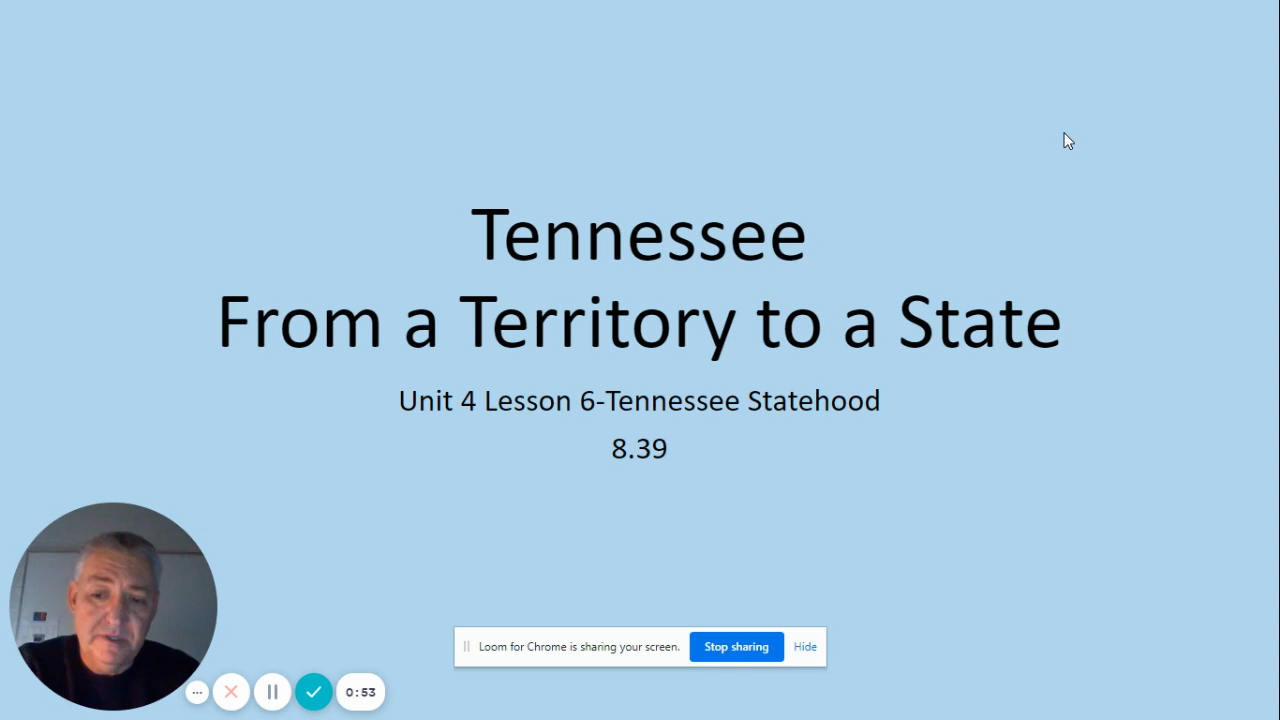 Tennessee
From a Territory to a State
Unit 4 Lesson 6-Tennessee Statehood
8.39
Loom for Chrome is sharing your screen. Stop sharing Hide
0:53